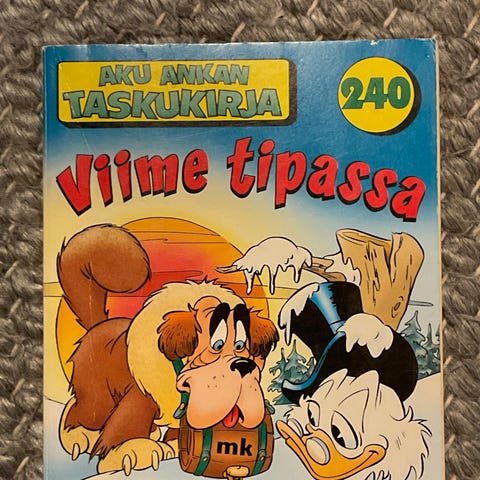 AKU ANKAN
TASKUKIRJA
240
Viime tipassa
mk